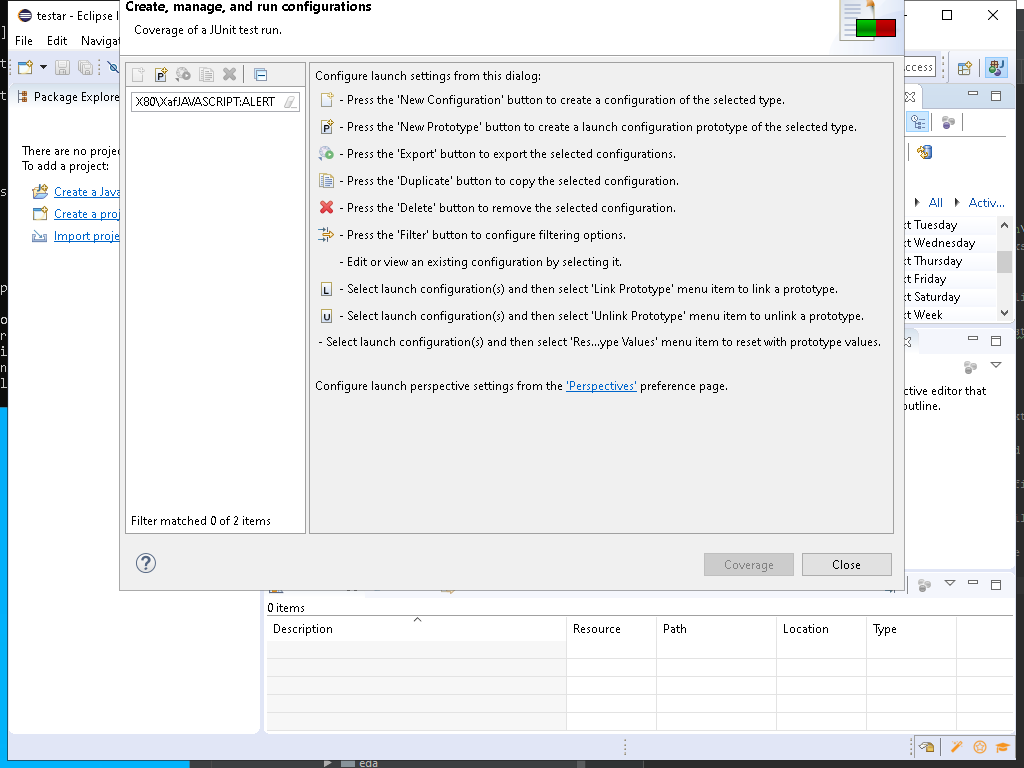 testar - Eclipse I
Create, manage, and run configurations
File Edit Navigat
Coverage of a JUnit test run.
ccess
Package Explore
Configure launch settings from this dialog:
X80\XafJAVASCRIPT:ALERT
- Press the 'New Configuration' button to create a configuration of the selected type.
P - Press the 'New Prototype' button to create a launch configuration prototype of the selected type.
There are no projec
To add a project:
- Press the 'Export' button to export the selected configurations.
- Press the 'Duplicate' button to copy the selected configuration.
Create a Java
Create a proj
Import proje
- Press the 'Delete' button to remove the selected configuration.
- Press the 'Filter' button to configure filtering options.
- Edit or view an existing configuration by selecting it.
L - Select launch configuration(s) and then select 'Link Prototype' menu item to link a prototype.
U - Select launch configuration(s) and then select 'Unlink Prototype' menu item to unlink a prototype.
- Select launch configuration(s) and then select 'Res...ype Values' menu item to reset with prototype values.
Configure launch perspective settings from the 'Perspectives' preference page.
All Activ...
xt Tuesday
xt Wednesday
xt Thursday
xt Friday
xt Saturday
xt Week
ctive editor that
outline.
Filter matched 0 of 2 items
?
Coverage Close
0 items
Description Resource Path Location Type
eda